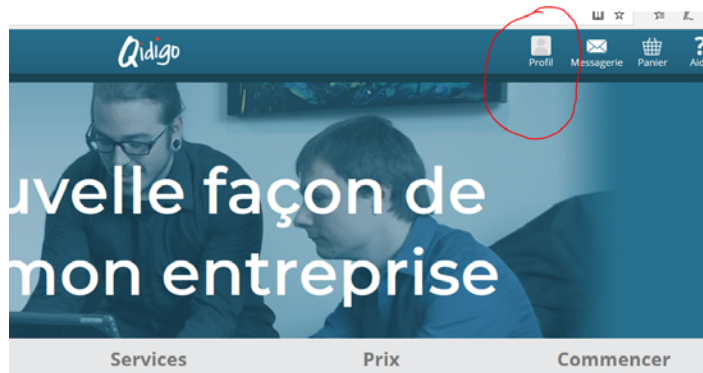 Qidigo
Profil Messagerie Panier
uvelle façon de
mon entreprise
Services Prix Commencer